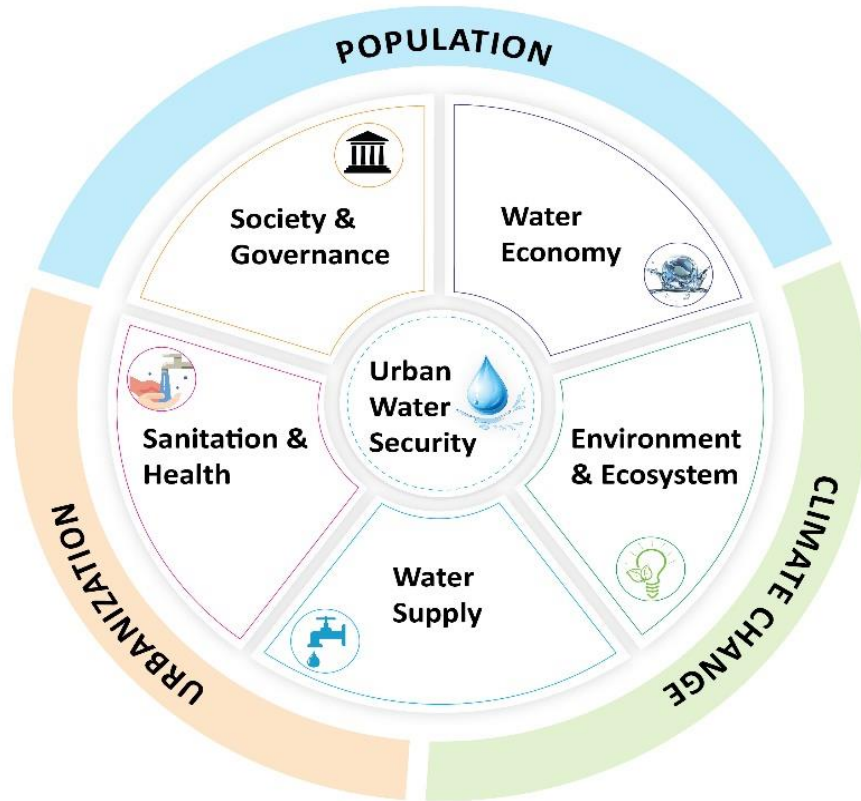 POPULATION
Society &
Governance
Water
Economy
Urban
Water
Security
Sanitation &
Health
Environment
& Ecosystem
Water
Supply
URBANIZATION
CLIMATE CHANGE